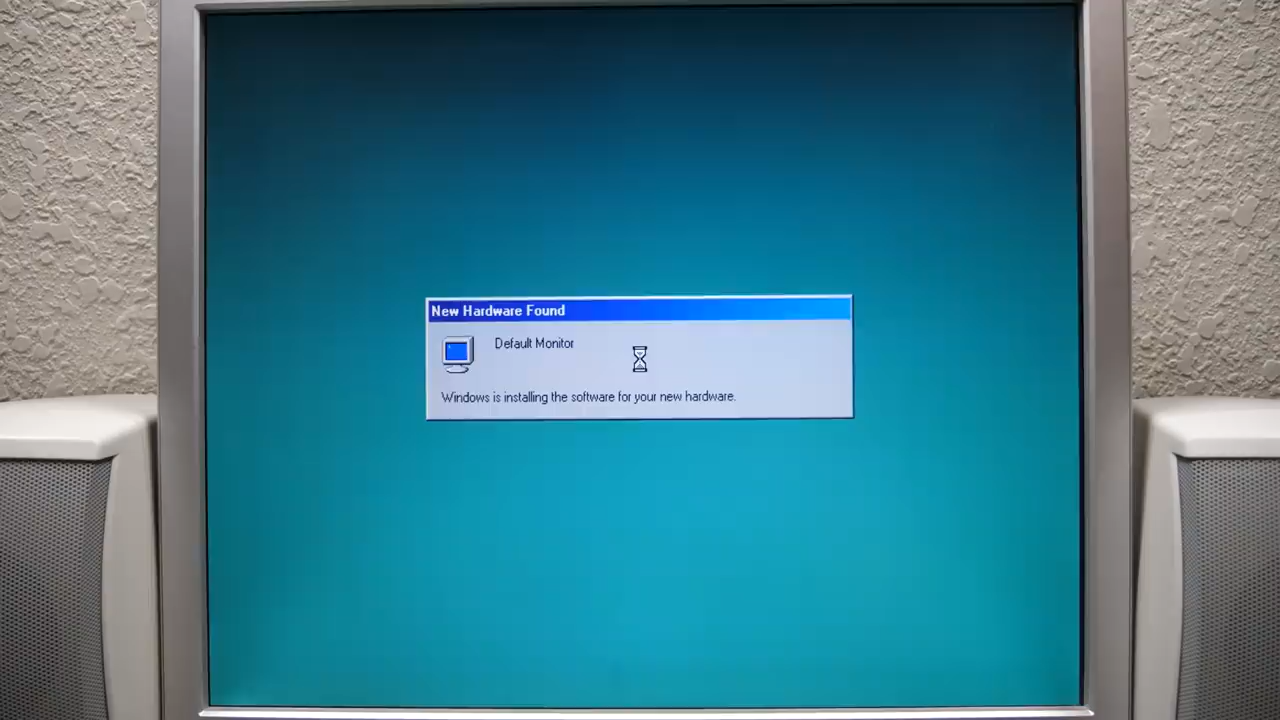 New Hardware Found
Default Monitor
Windows is installing the software for your new hardware.